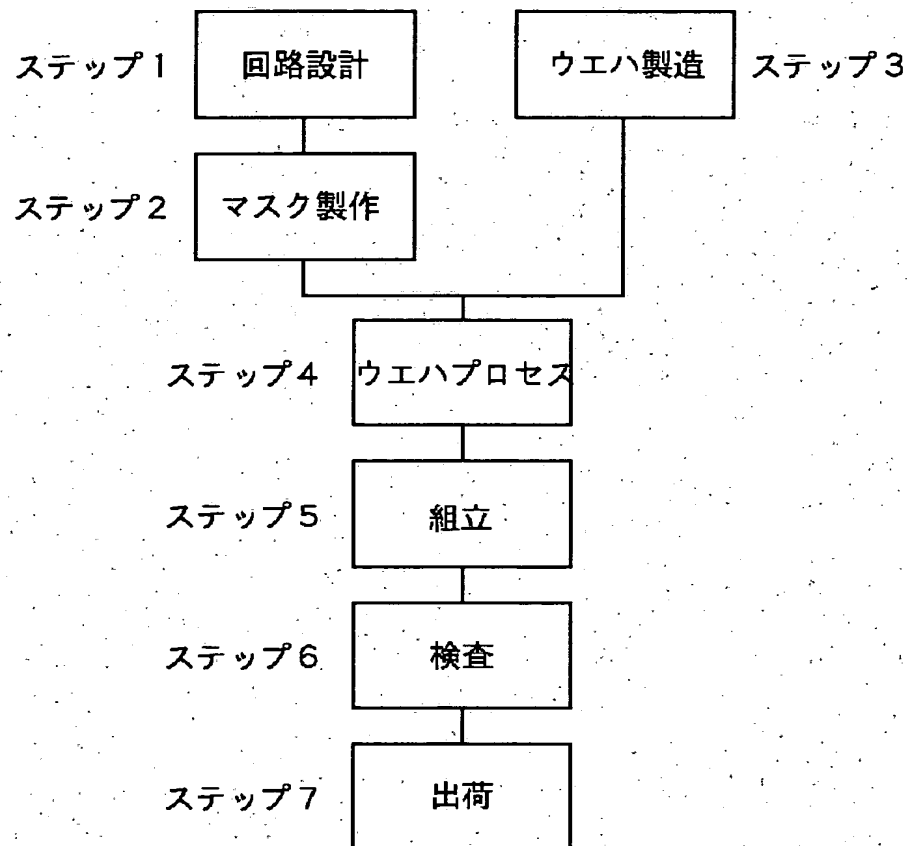 ステップ1
回路設計
ウエハ製造
ステップ3
ステップ2
マスク製作
ステップ4
ウエハプロセス
ステップ5
組立
ステップ6
検査
ステップ7
出荷